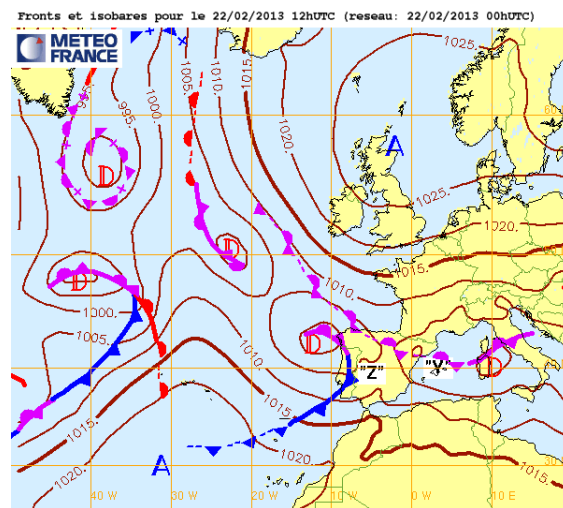 Fronts et isobares pour le 22/02/2013 12hUTC (reseau: 22/02/2013 00hUTC)
METEO
FRANCE
1025.
1000.
1005.
1015.
995.
995.
1010.
1020.
A
D
1025.
1020.
D
1015.
D
1010.
1000.
1005.
D
"Z"
"Y"
D
1010.
1015.
1015.
1020.
A
1020.
1015.
40 W
30 W
20 W
10 W
0 W
10 E